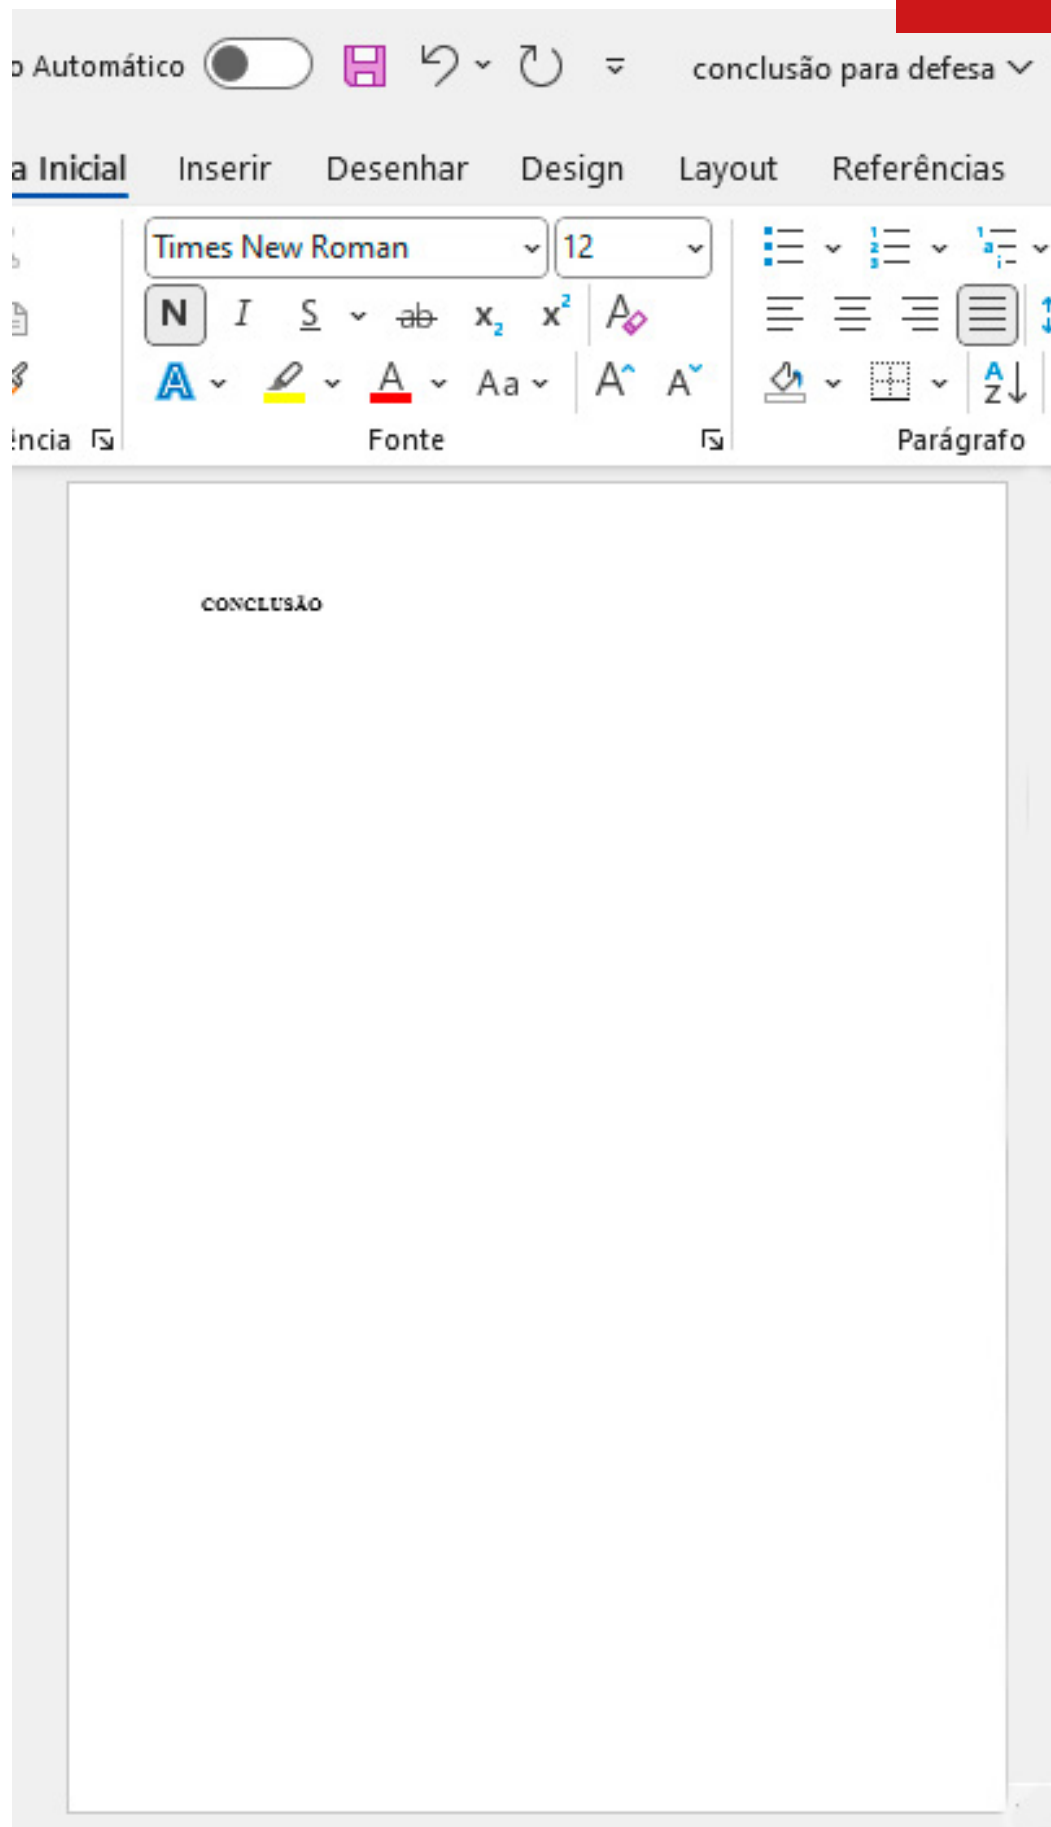 o Automático conclusão para defesa
a Inicial Inserir Desenhar Design Layout Referências
Times New Roman 12
N I S ab x₂ x² A
A A Aa A A A Z
ência Fonte Parágrafo
CONCLUSÃO